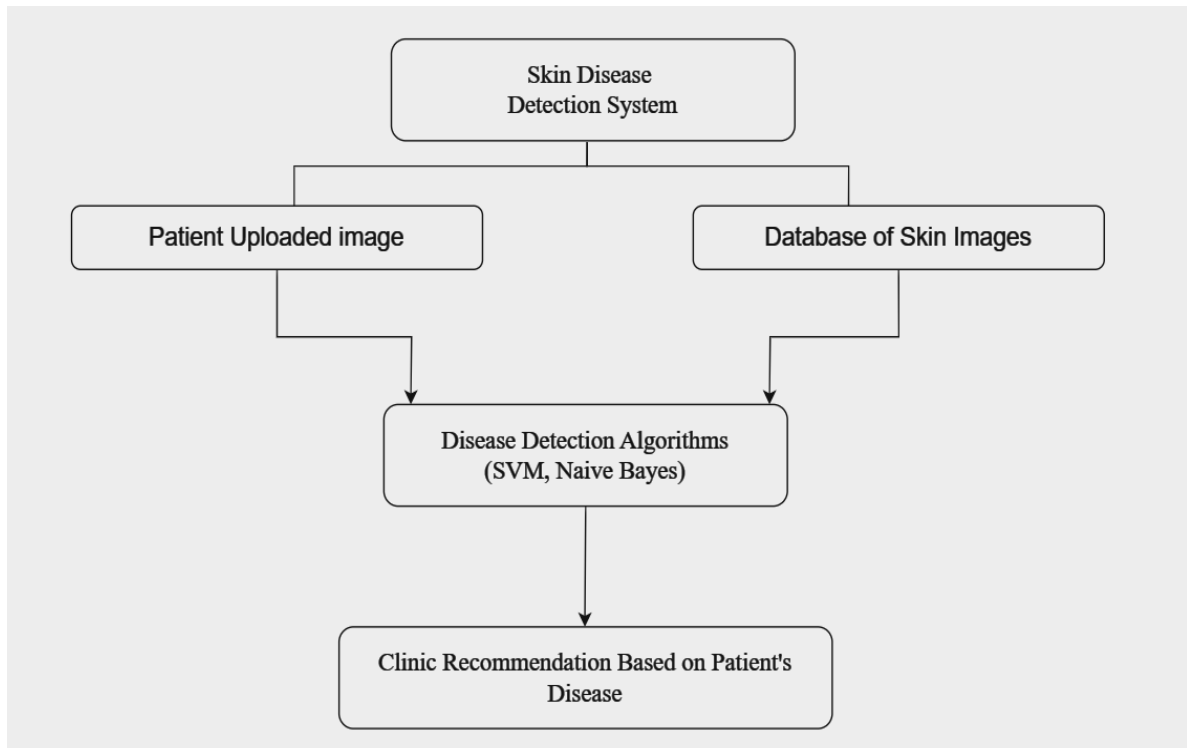 Skin Disease
Detection System
Patient Uploaded image
Database of Skin Images
Disease Detection Algorithms
(SVM, Naive Bayes)
Clinic Recommendation Based on Patient's
Disease